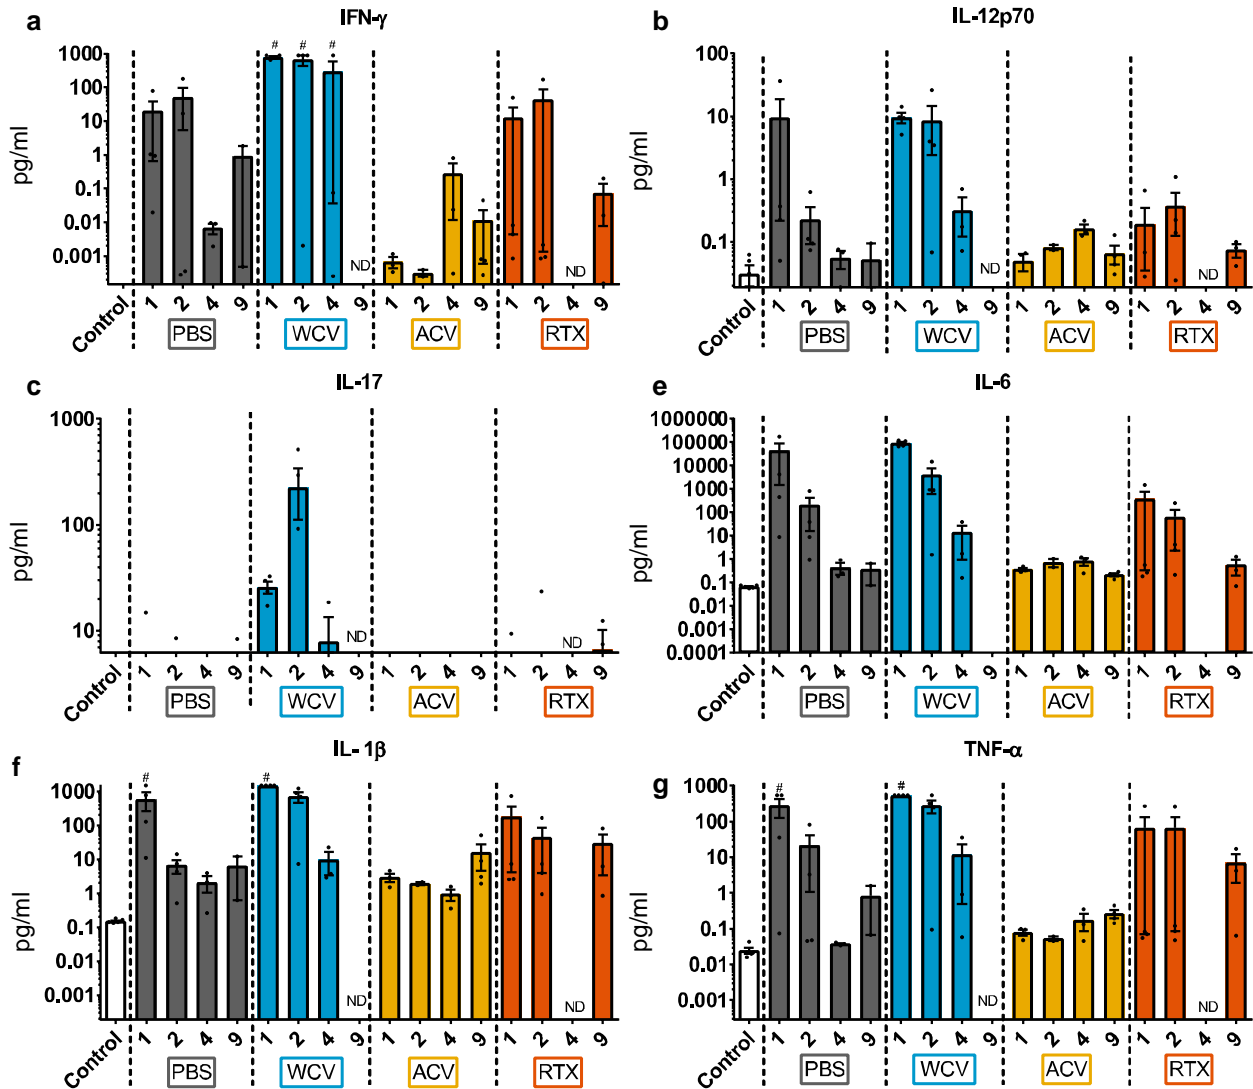 a
IFN-γ
# # #
1000
100
10
1
0.1
0.01
0.001
pg/ml
ND
ND
Control 1 2 4 9 1 2 4 9 1 2 4 9 1 2 4 9
PBS WCV ACV RTX
b
IL-12p70
100
10
1
0.1
pg/ml
ND
ND
Control 1 2 4 9 1 2 4 9 1 2 4 9 1 2 4 9
PBS WCV ACV RTX
c
IL-17
1000
100
10
pg/ml
ND
ND
Control 1 2 4 9 1 2 4 9 1 2 4 9 1 2 4 9
PBS WCV ACV RTX
e
IL-6
1000000
100000
10000
1000
100
10
1
0.1
0.01
0.001
0.0001
pg/ml
Control 1 2 4 9 1 2 4 9 1 2 4 9 1 2 4 9
PBS WCV ACV RTX
f
IL- 1β
# #
1000
100
10
1
0.1
0.01
0.001
pg/ml
ND
ND
Control 1 2 4 9 1 2 4 9 1 2 4 9 1 2 4 9
PBS WCV ACV RTX
g
TNF-α
# #
1000
100
10
1
0.1
0.01
0.001
pg/ml
ND
ND
Control 1 2 4 9 1 2 4 9 1 2 4 9 1 2 4 9
PBS WCV ACV RTX